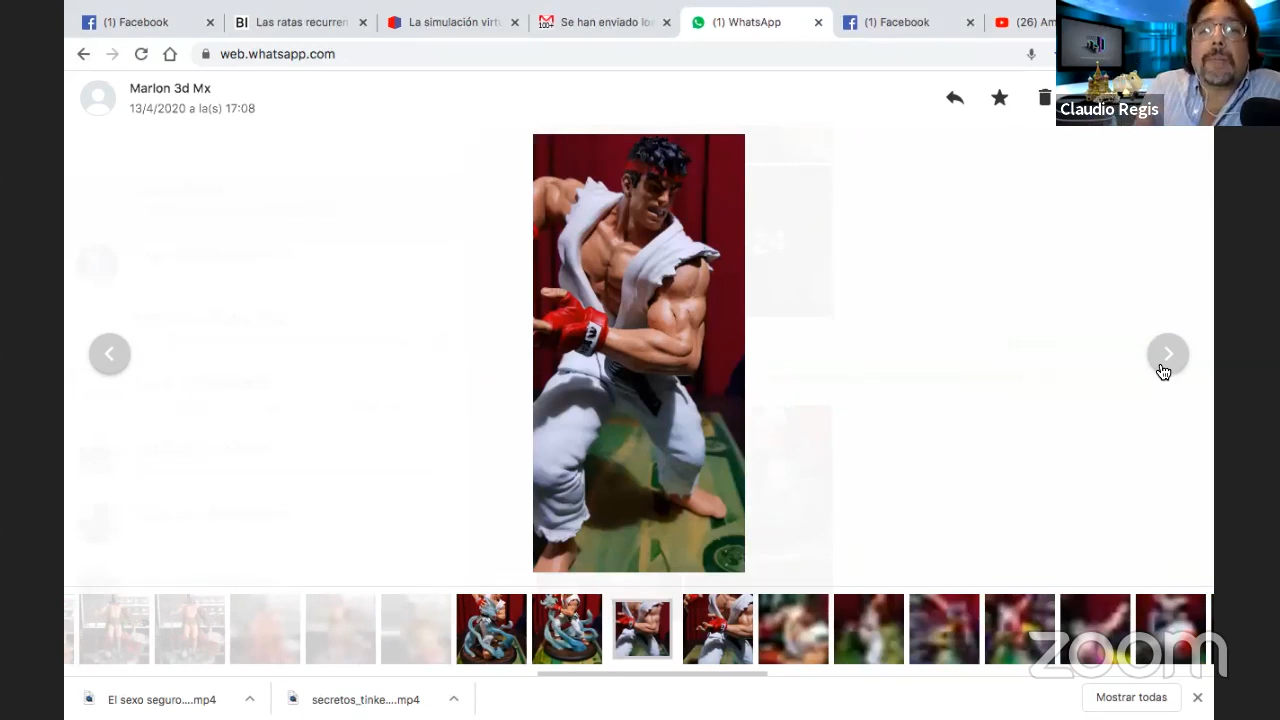 (1) Facebook
Las ratas recurren
La simulación virtu
Se han enviado lo
(1) WhatsApp
(1) Facebook
(26) Am
web.whatsapp.com
Marlon 3d Mx
13/4/2020 a la(s) 17:08
Claudio Regis
zoom
El sexo seguro....mp4
secretos_tinke....mp4
Mostrar todas